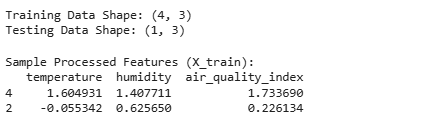 Training Data Shape: (4, 3)
Testing Data Shape: (1, 3)

Sample Processed Features (X_train):
   temperature  humidity  air_quality_index
4     1.604931  1.407711           1.733690
2    -0.055342  0.625650           0.226134